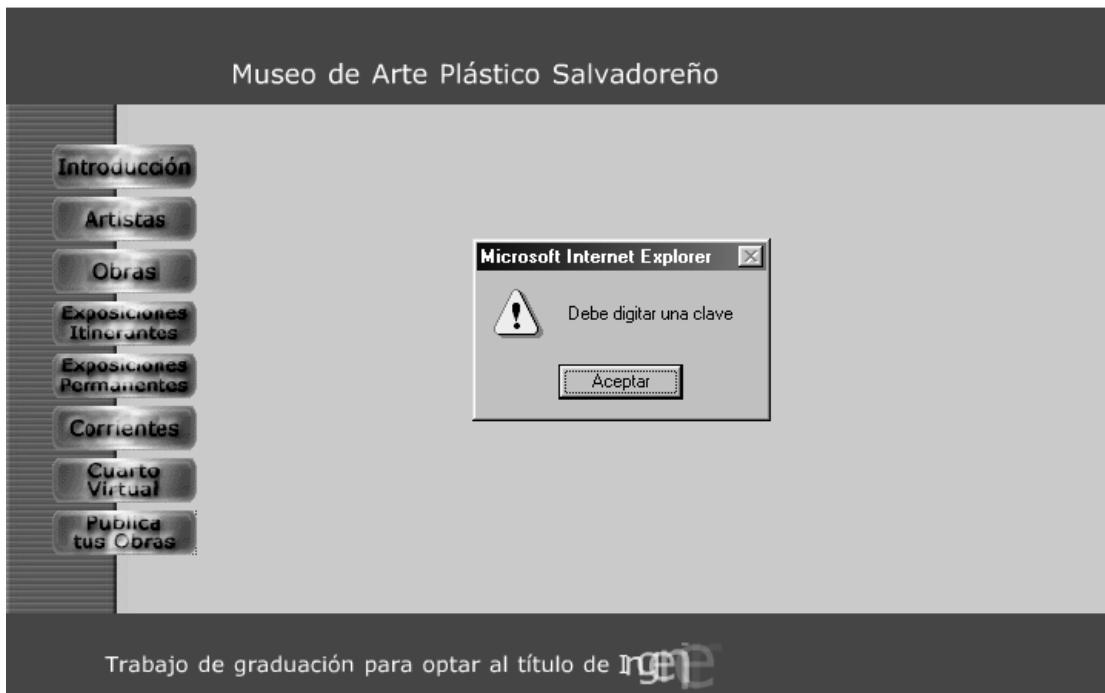 Museo de Arte Plástico Salvadoreño
Introducción
Artistas
Obras
Exposiciones
Itinerantes
Exposiciones
Permanentes
Corrientes
Cuarto
Virtual
Publica
tus Obras
Microsoft Internet Explorer
Debe digitar una clave
Aceptar
Trabajo de graduación para optar al título de